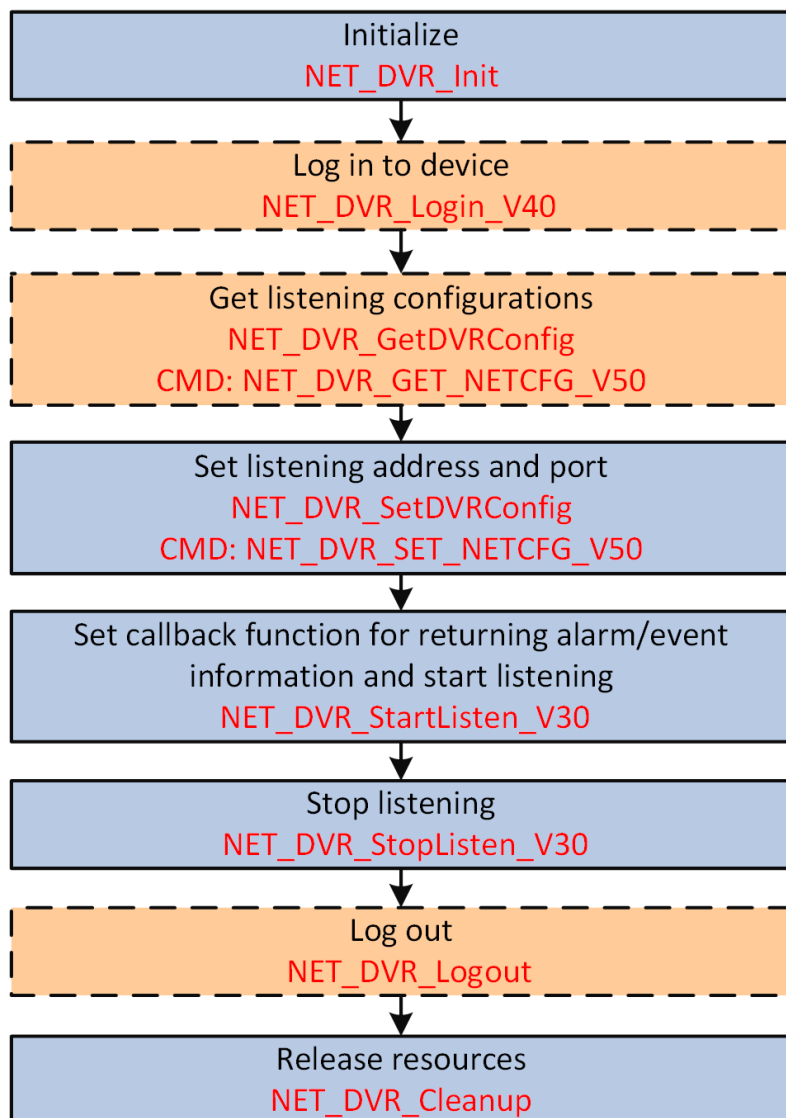 Initialize
NET_DVR_Init
Log in to device
NET_DVR_Login_V40
Get listening configurations
NET_DVR_GetDVRConfig
CMD: NET_DVR_GET_NETCFG_V50
Set listening address and port
NET_DVR_SetDVRConfig
CMD: NET_DVR_SET_NETCFG_V50
Set callback function for returning alarm/event
information and start listening
NET_DVR_StartListen_V30
Stop listening
NET_DVR_StopListen_V30
Log out
NET_DVR_Logout
Release resources
NET_DVR_Cleanup